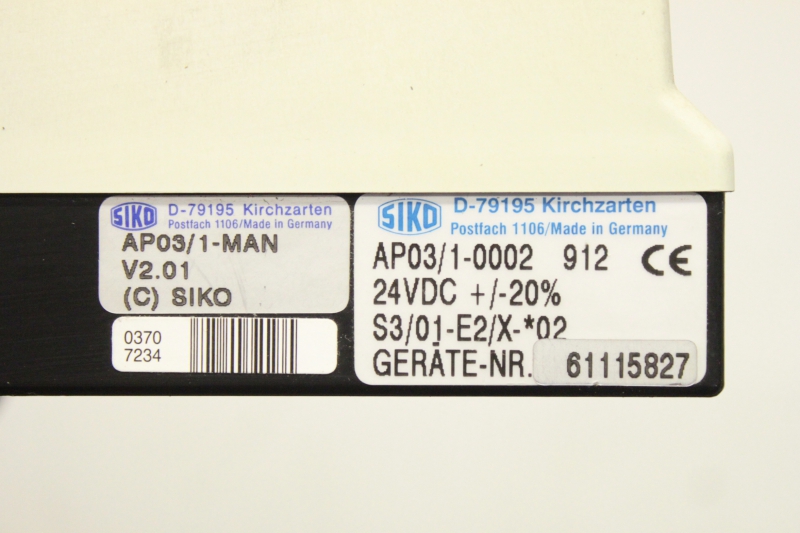 SIKO D-79195 Kirchzarten
Postfach 1106/Made in Germany
AP03/1-MAN
V2.01
(C) SIKO
0370
7234
SIKO D-79195 Kirchzarten
Postfach 1106/Made in Germany
AP03/1-0002 912 CE
24VDC +/-20%
S3/01-E2/X-*02
GERÄTE-NR. 61115827